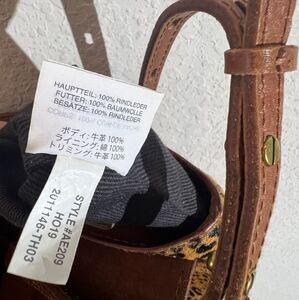 HAUPTTEIL: 100% RINDLEDER
FUTTER: 100% BAUMWOLLE
BESÄTZE: 100% RINDLEDER
ボディ: 牛革 100%
ライニング: 綿 100%
トリミング: 牛革 100%
STYLE#AE209
HO19
2011146-TH03